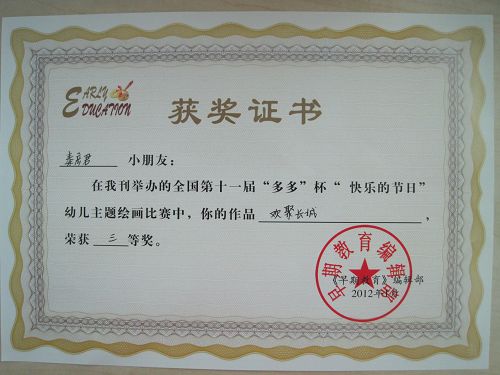 EARLY
EDUCATION
获奖证书
小朋友：
在我刊举办的全国第十一届“多多”杯“快乐的节日”
幼儿主题绘画比赛中，你的作品 欢聚长城 ，
荣获 三 等奖。
早期教育编辑部
《早期教育》编辑部
2012年